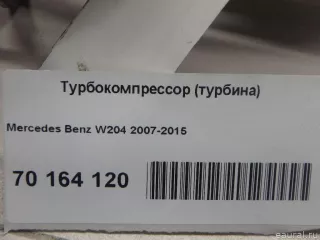 Турбокомпрессор (турбина)
Mercedes Benz W204 2007-2015
70 164 120
eaural.ru